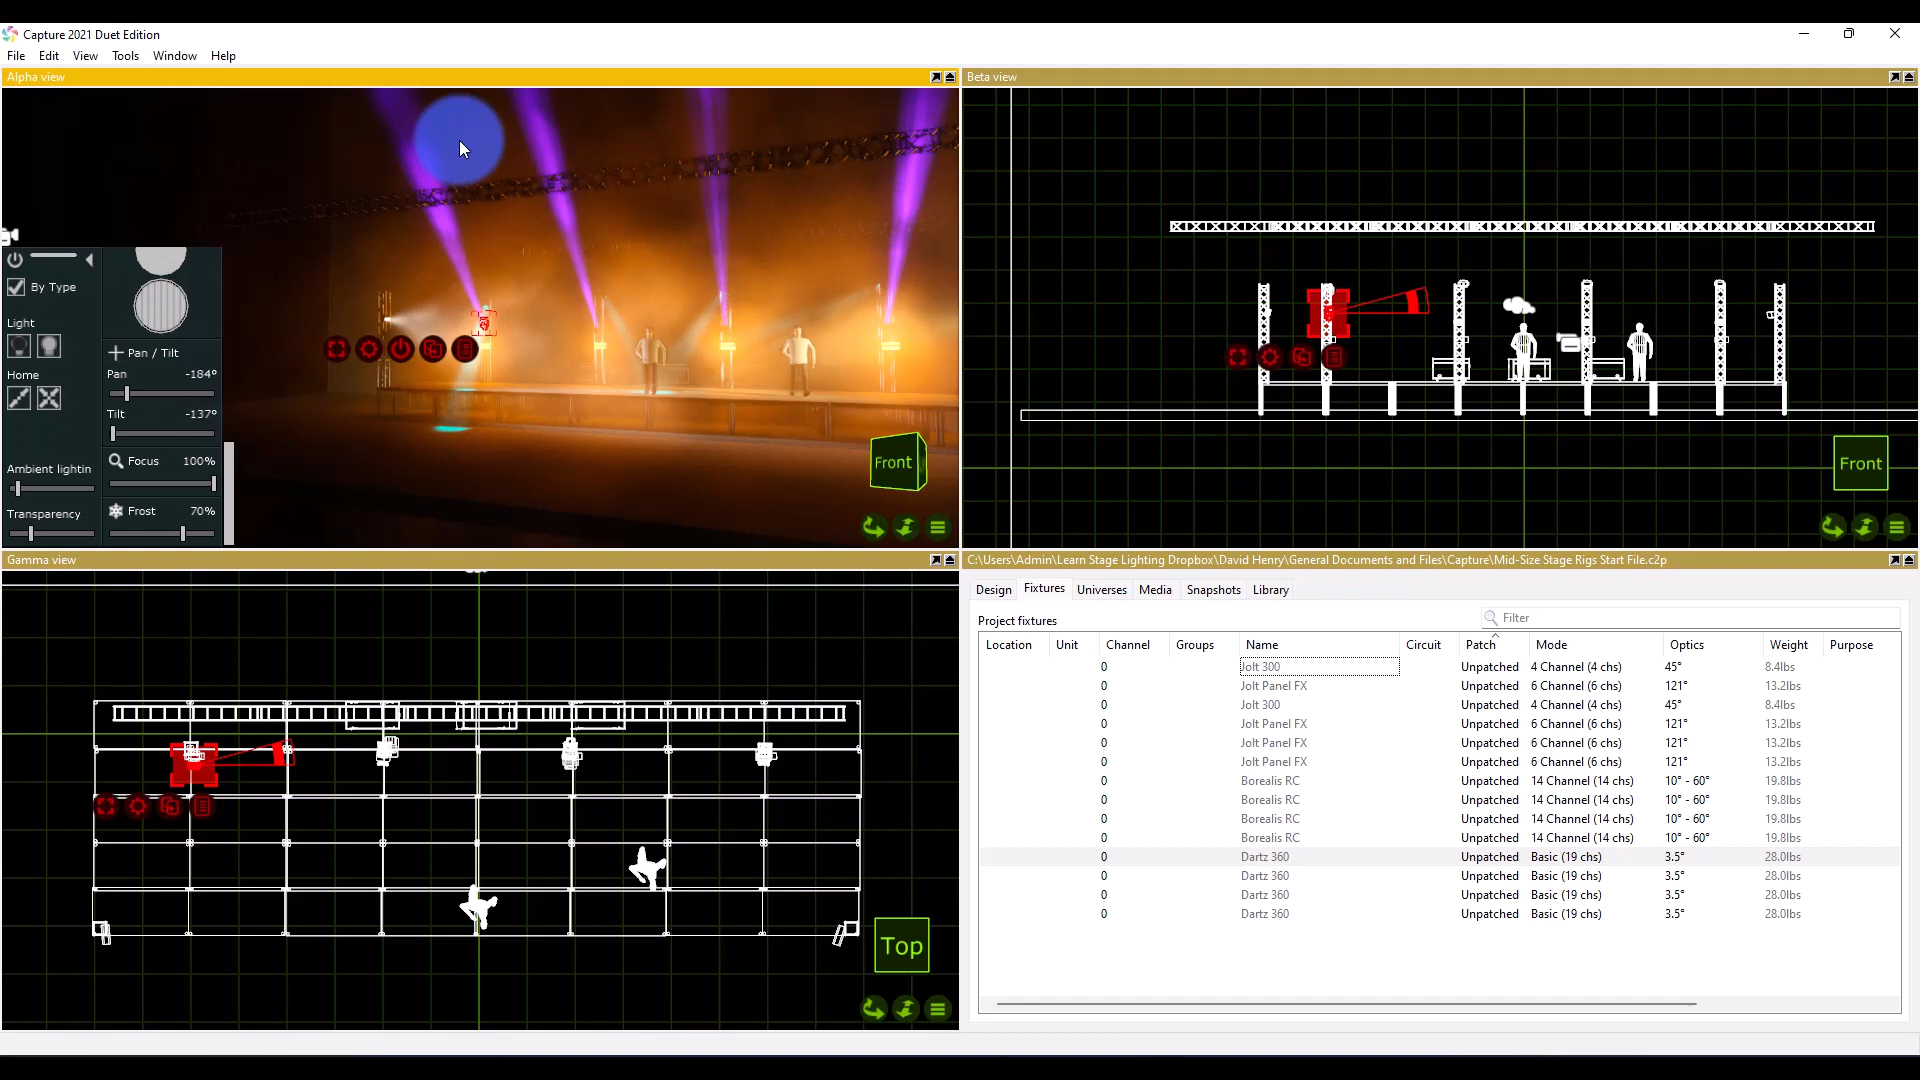 Capture 2021 Duet Edition
File Edit View Tools Window Help
Alpha view
By Type
Light
Home
Ambient lightin
Transparency
Pan / Tilt
Pan -184°
Tilt -137°
Focus 100%
Frost 70%
Front
Beta view
Front
Gamma view
Top
C:\Users\Admin\Learn Stage Lighting Dropbox\David Henry\General Documents and Files\Capture\Mid-Size Stage Rigs Start File.c2p
Design Fixtures Universes Media Snapshots Library
Project fixtures
Filter
Location Unit Channel Groups Name Circuit Patch Mode Optics Weight Purpose
0 Jolt 300 Unpatched 4 Channel (4 chs) 45° 8.4lbs
0 Jolt Panel FX Unpatched 6 Channel (6 chs) 121° 13.2lbs
0 Jolt 300 Unpatched 4 Channel (4 chs) 45° 8.4lbs
0 Jolt Panel FX Unpatched 6 Channel (6 chs) 121° 13.2lbs
0 Jolt Panel FX Unpatched 6 Channel (6 chs) 121° 13.2lbs
0 Jolt Panel FX Unpatched 6 Channel (6 chs) 121° 13.2lbs
0 Borealis RC Unpatched 14 Channel (14 chs) 10° - 60° 19.8lbs
0 Borealis RC Unpatched 14 Channel (14 chs) 10° - 60° 19.8lbs
0 Borealis RC Unpatched 14 Channel (14 chs) 10° - 60° 19.8lbs
0 Borealis RC Unpatched 14 Channel (14 chs) 10° - 60° 19.8lbs
0 Dartz 360 Unpatched Basic (19 chs) 3.5° 28.0lbs
0 Dartz 360 Unpatched Basic (19 chs) 3.5° 28.0lbs
0 Dartz 360 Unpatched Basic (19 chs) 3.5° 28.0lbs
0 Dartz 360 Unpatched Basic (19 chs) 3.5° 28.0lbs